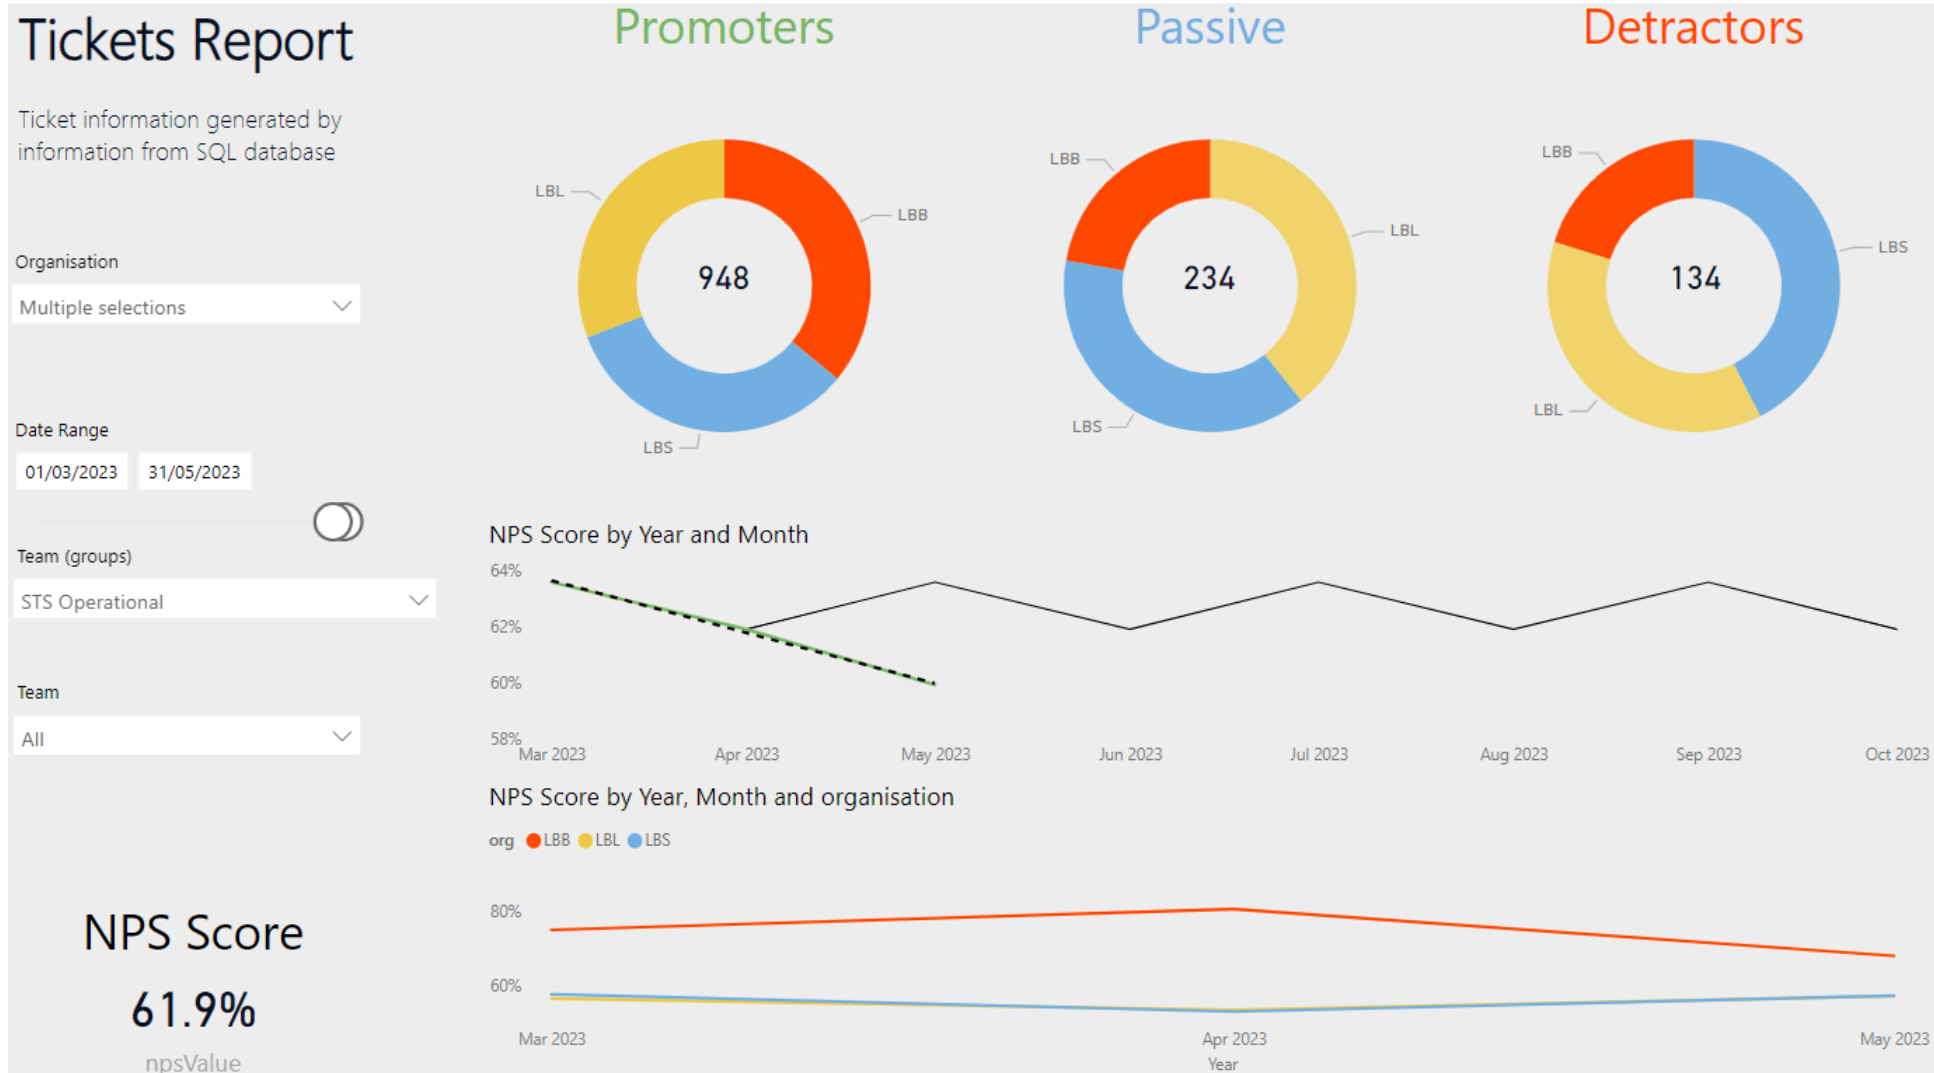 Tickets Report
Ticket information generated by
information from SQL database
Organisation
Multiple selections
Date Range
01/03/2023 31/05/2023
Team (groups)
STS Operational
Team
All
NPS Score
61.9%
npsValue
Promoters
LBL
LBB
948
LBS
Passive
LBB
LBL
234
LBS
Detractors
LBB
LBS
134
LBL
NPS Score by Year and Month
64%
62%
60%
58%
Mar 2023 Apr 2023 May 2023 Jun 2023 Jul 2023 Aug 2023 Sep 2023 Oct 2023
NPS Score by Year, Month and organisation
org LBB LBL LBS
80%
60%
Mar 2023 Apr 2023 May 2023
Year